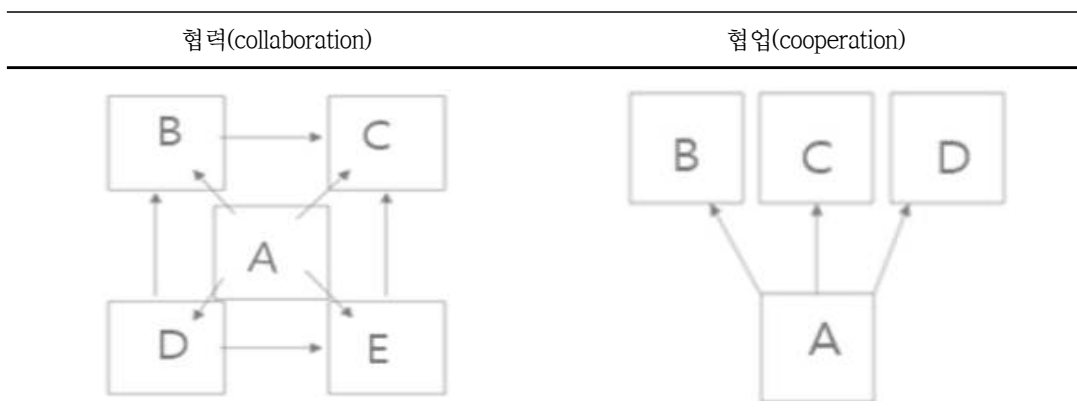 협력(collaboration) 협업(cooperation)
B C B C D
A
D E A